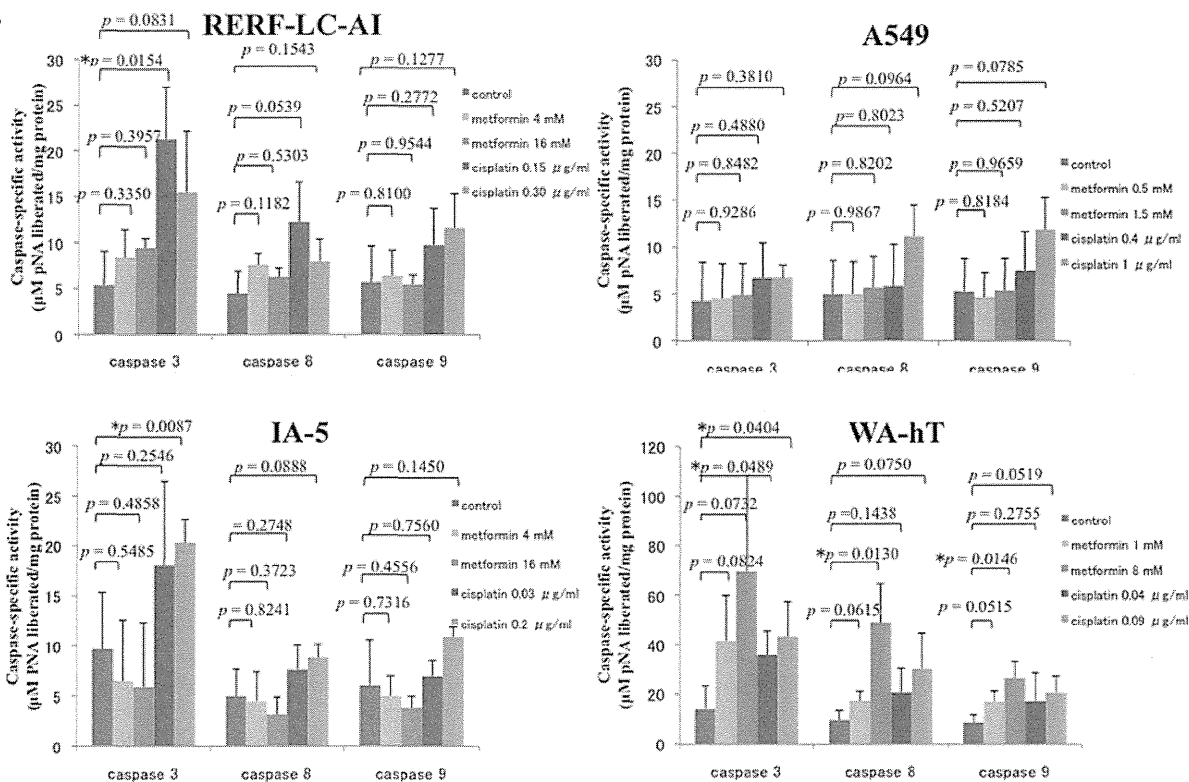 RERF-LC-AI
p = 0.0831
*p = 0.0154
p = 0.3957
p = 0.3350
p = 0.1543
p = 0.0539
p = 0.5303
p = 0.1182
p = 0.1277
p = 0.2772
p = 0.9544
p = 0.8100
Caspase-specific activity
(μM pNA liberated/mg protein)
30
25
20
15
10
5
0
caspase 3
caspase 8
caspase 9
control
metformin 4 mM
metformin 16 mM
cisplatin 0.15 μg/ml
cisplatin 0.30 μg/ml
A549
p = 0.3810
p = 0.4880
p = 0.8482
p = 0.9286
p = 0.0964
p = 0.8023
p = 0.8202
p = 0.9867
p = 0.0785
p = 0.5207
p = 0.9659
p = 0.8184
Caspase-specific activity
(μM pNA liberated/mg protein)
30
25
20
15
10
5
0
caspase 3
caspase 8
caspase 9
control
metformin 0.5 mM
metformin 1.5 mM
cisplatin 0.4 μg/ml
cisplatin 1 μg/ml
IA-5
*p = 0.0087
p = 0.2546
p = 0.4858
p = 0.5485
p = 0.0888
= 0.2748
p = 0.3723
p = 0.8241
p = 0.1450
p = 0.7560
p = 0.4556
p = 0.7316
Caspase-specific activity
(μM PNA liberated/mg protein)
30
25
20
15
10
5
0
caspase 3
caspase 8
caspase 9
control
metformin 4 mM
metformin 16 mM
cisplatin 0.03 μg/ml
cisplatin 0.2 μg/ml
WA-hT
*p = 0.0404
*p = 0.0489
p = 0.0732
p = 0.0824
p = 0.0750
p = 0.1438
*p = 0.0130
p = 0.0615
p = 0.0519
p = 0.2755
*p = 0.0146
p = 0.0515
Caspase-specific activity
(μM pNA liberated/mg protein)
120
100
80
60
40
20
0
caspase 3
caspase 8
caspase 9
control
metformin 1 mM
metformin 8 mM
cisplatin 0.04 μg/ml
cisplatin 0.09 μg/ml